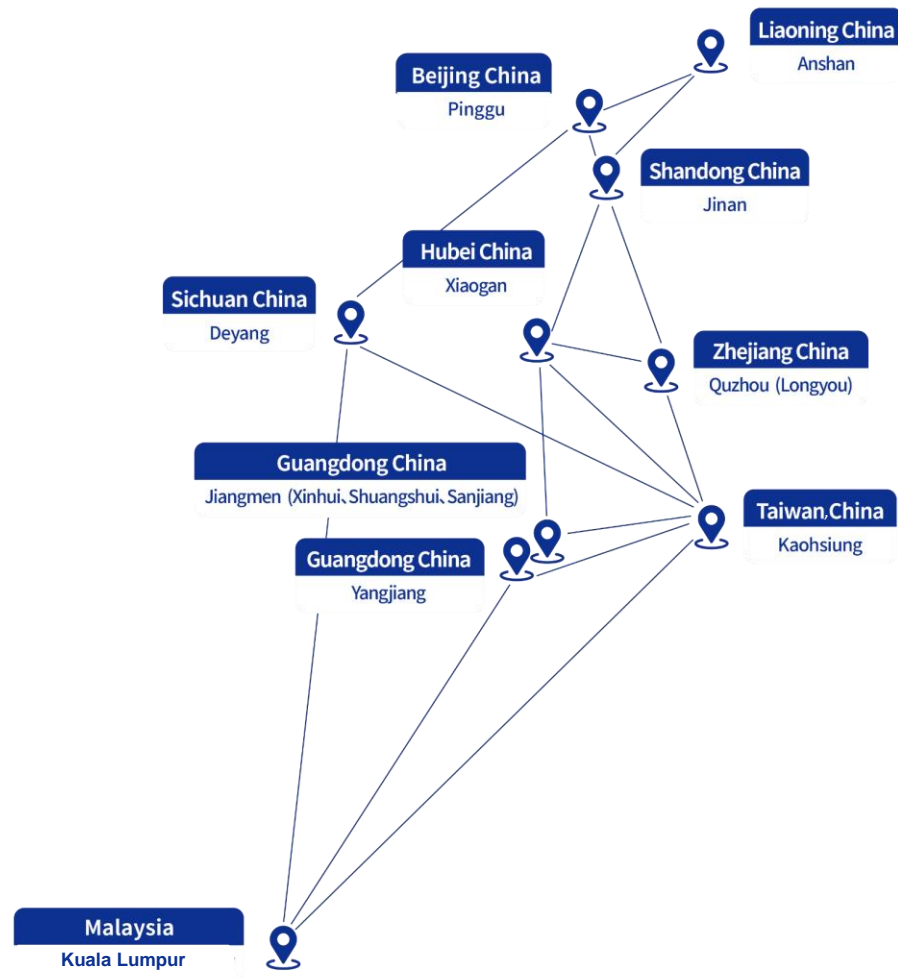 Liaoning China
Anshan
Beijing China
Pinggu
Shandong China
Jinan
Hubei China
Xiaogan
Sichuan China
Deyang
Zhejiang China
Quzhou (Longyou)
Guangdong China
Jiangmen (Xinhui、Shuangshui、Sanjiang)
Taiwan,China
Kaohsiung
Guangdong China
Yangjiang
Malaysia
Kuala Lumpur